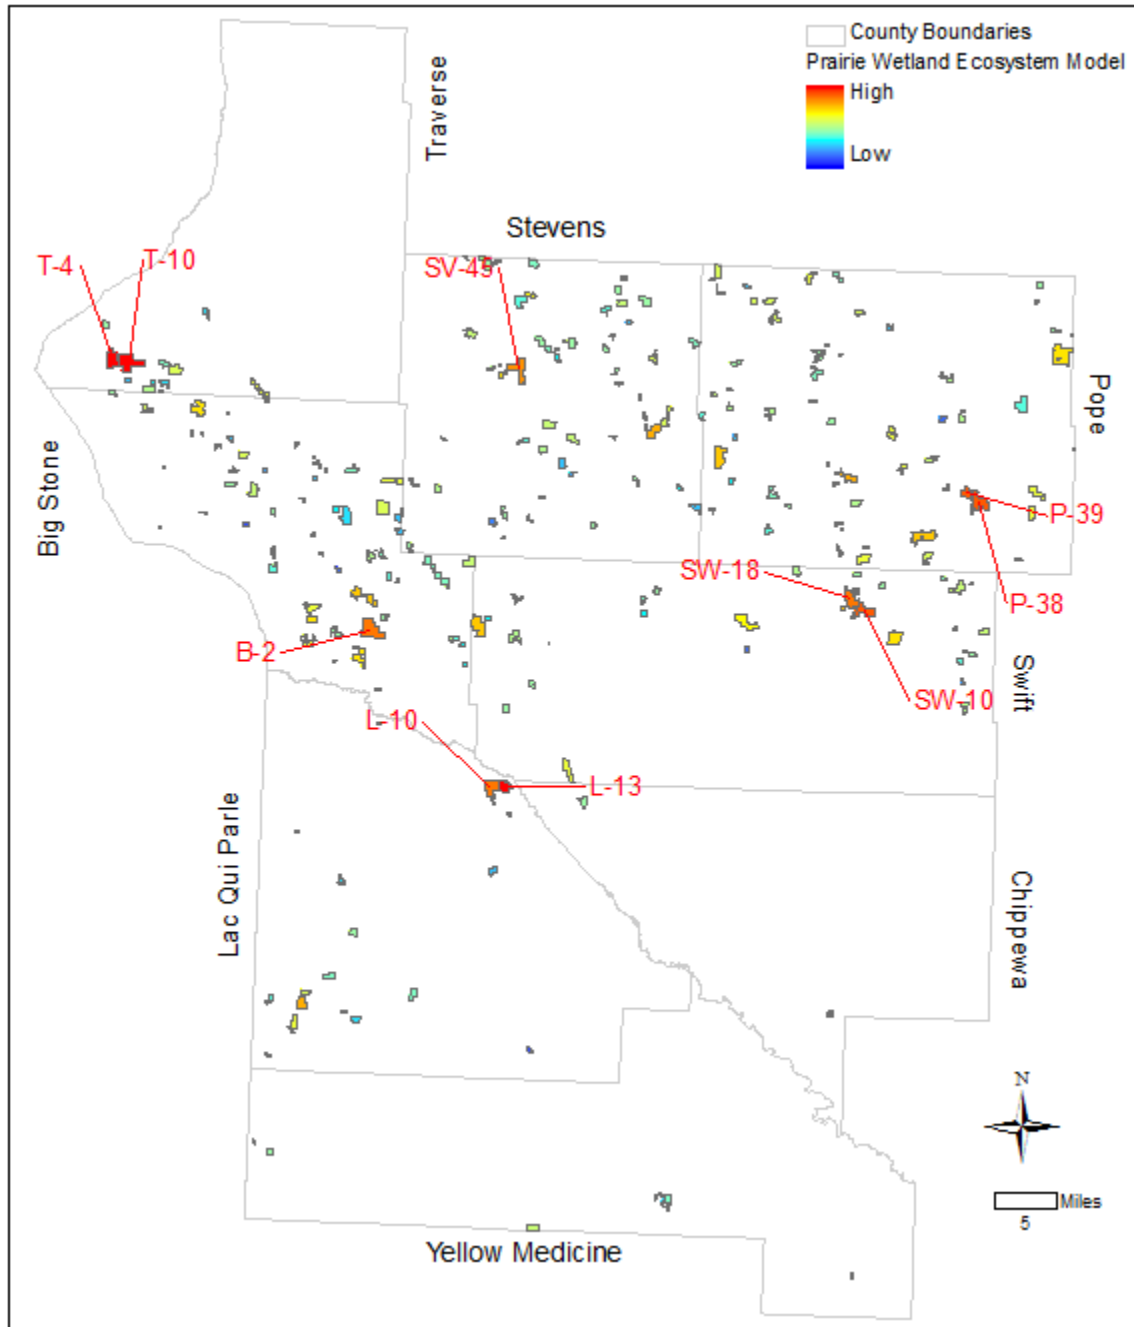 County Boundaries
Prairie Wetland Ecosystem Model
High
Low
Traverse
Stevens
T-4
T-10
SV-45
Pope
Big Stone
P-39
SW-18
P-38
B-2
Swift
SW-10
L-10
L-13
Lac Qui Parle
Chippewa
N
Miles
5
Yellow Medicine